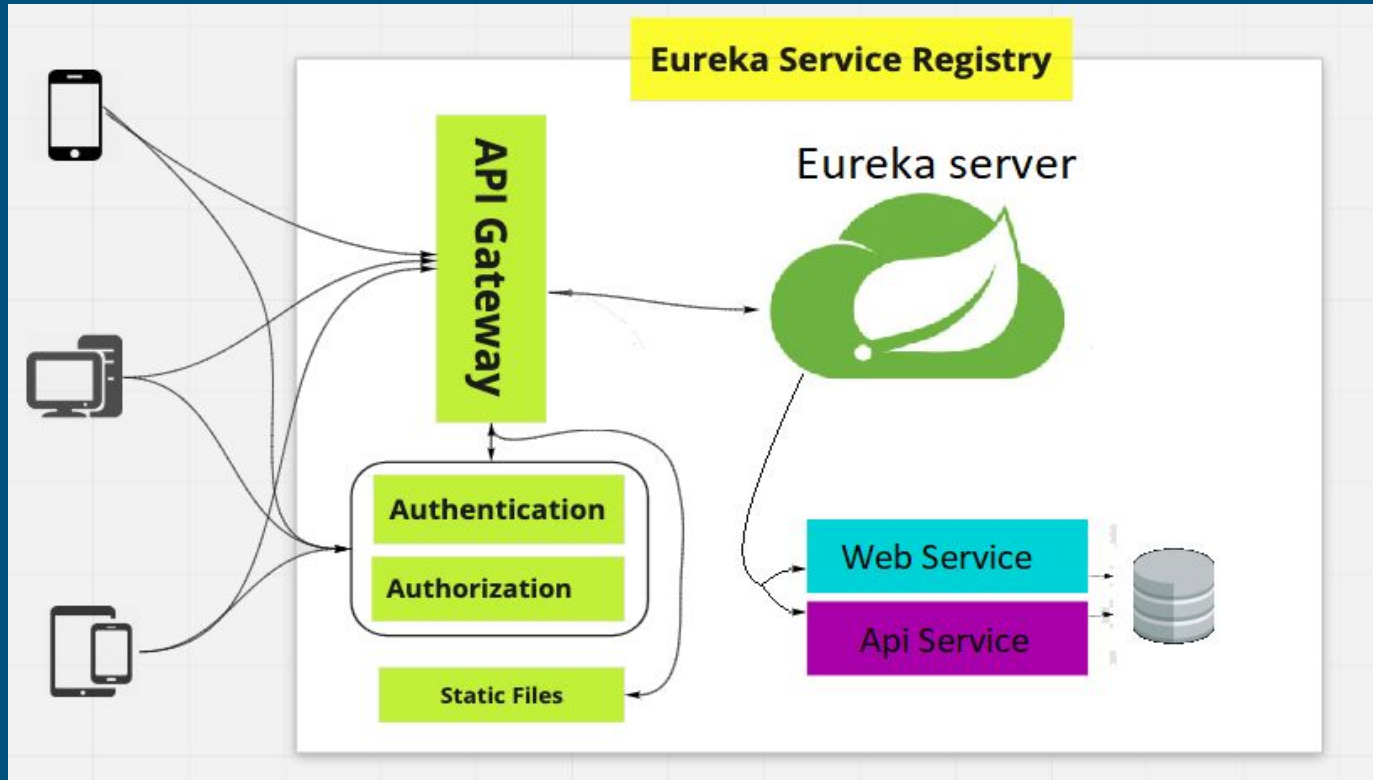 Eureka Service Registry
API Gateway
Eureka server
Authentication
Authorization
Static Files
Web Service
Api Service